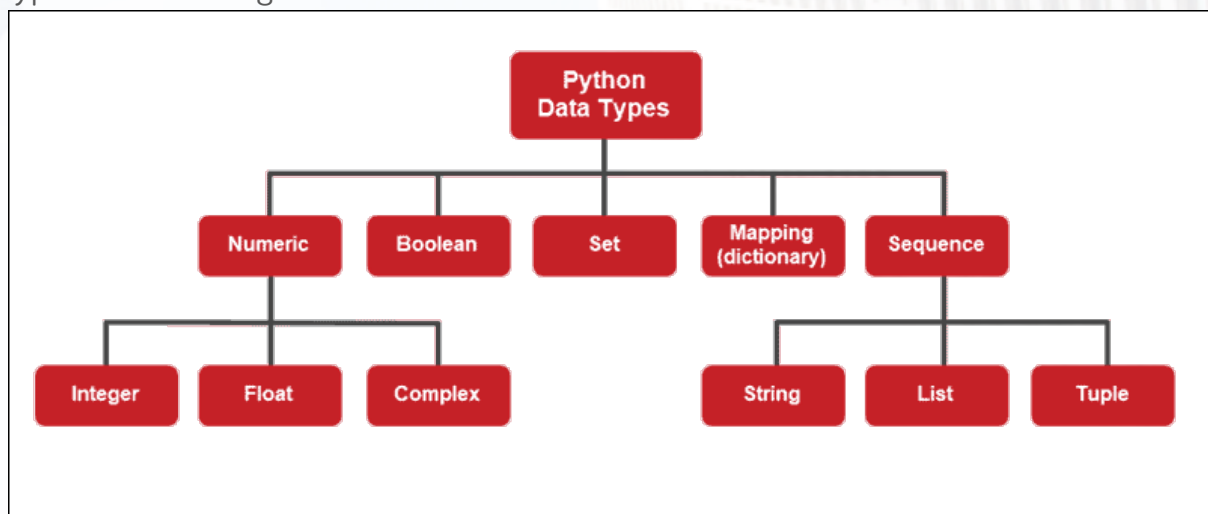 Python
Data Types
Numeric
Boolean
Set
Mapping
(dictionary)
Sequence
Integer
Float
Complex
String
List
Tuple